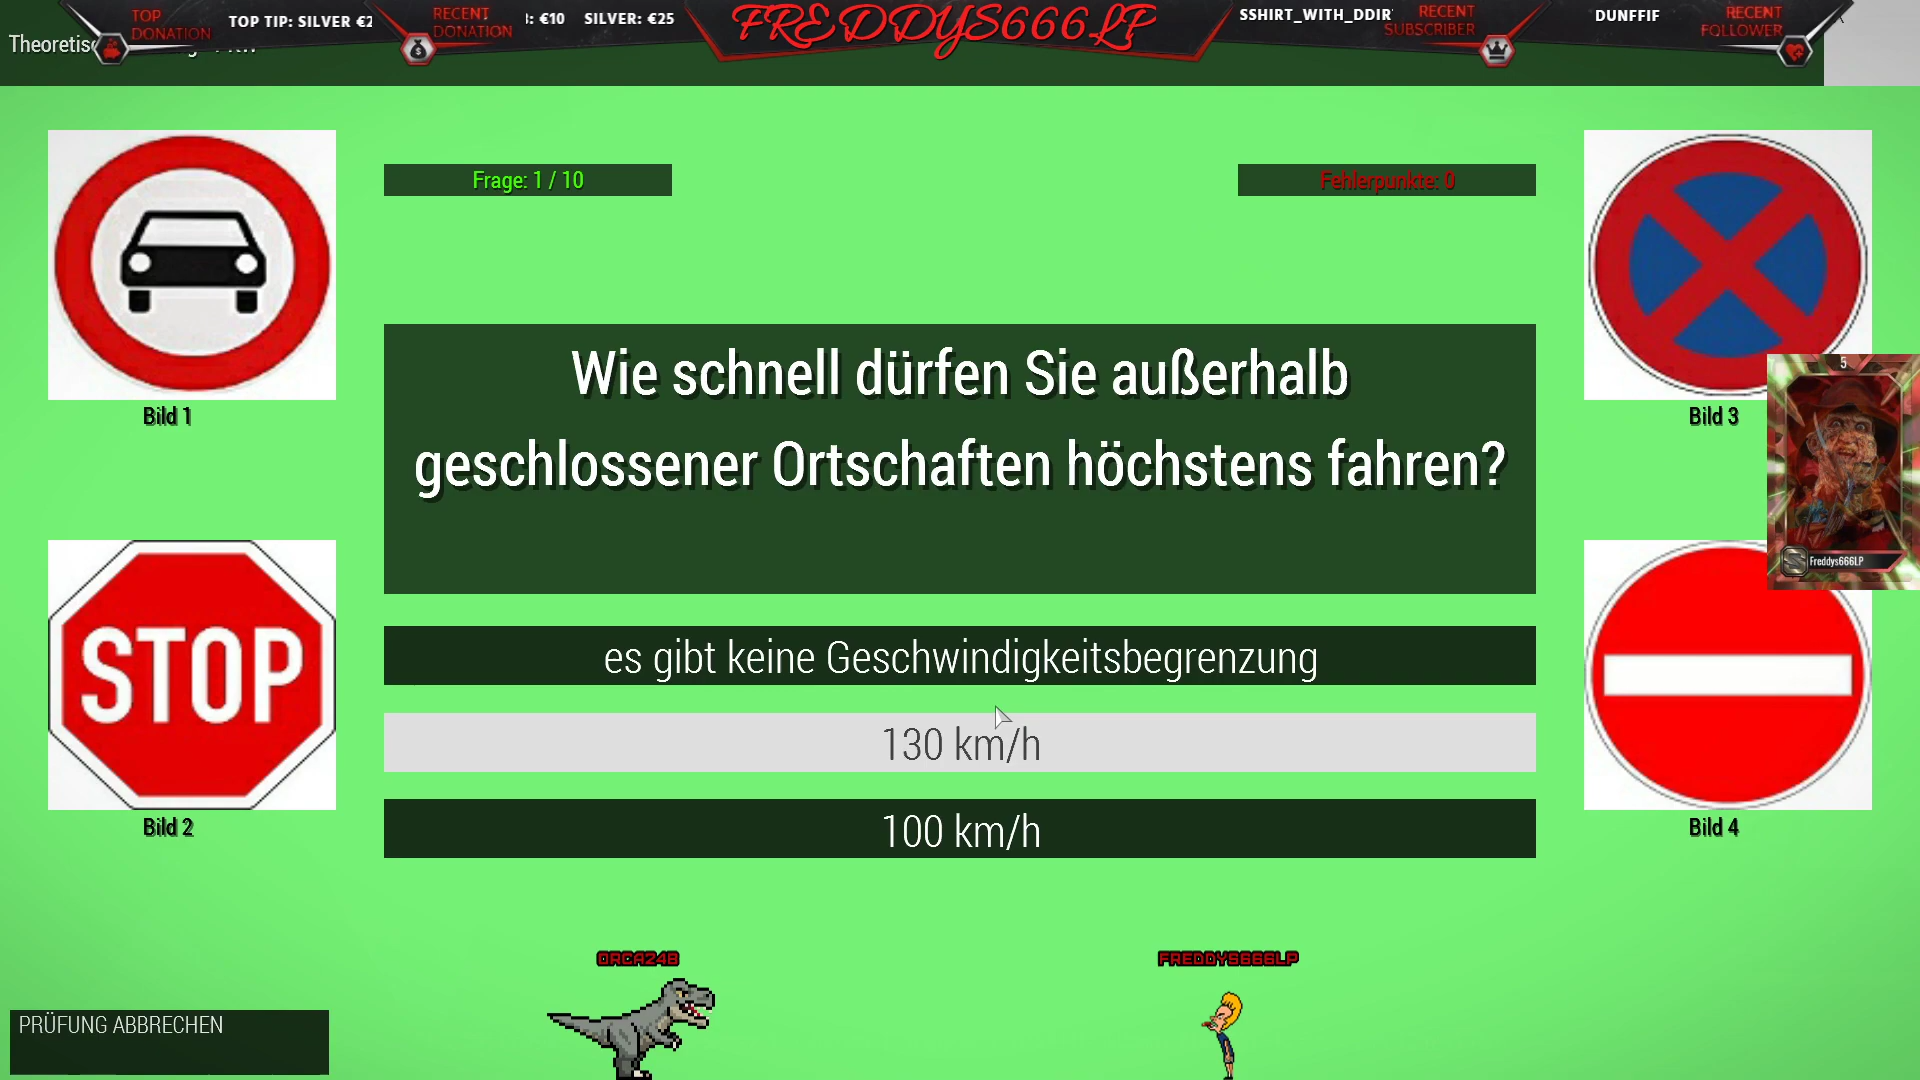 TOP
DONATION
TOP TIP: SILVER
RECENT
DONATION
: €10 SILVER: €25
FREDDYS666LP
SSHIRT_WITH_DDIR
RECENT
SUBSCRIBER
DUNFFIF
RECENT
FOLLOWER
Frage: 1 / 10
Fehlerpunkte: 0
Wie schnell dürfen Sie außerhalb
geschlossener Ortschaften höchstens fahren?
es gibt keine Geschwindigkeitsbegrenzung
130 km/h
100 km/h
Bild 1
STOP
Bild 2
Bild 3
5
Freddys666LP
Bild 4
ORCA248
FREDDYS666LP
PRÜFUNG ABBRECHEN